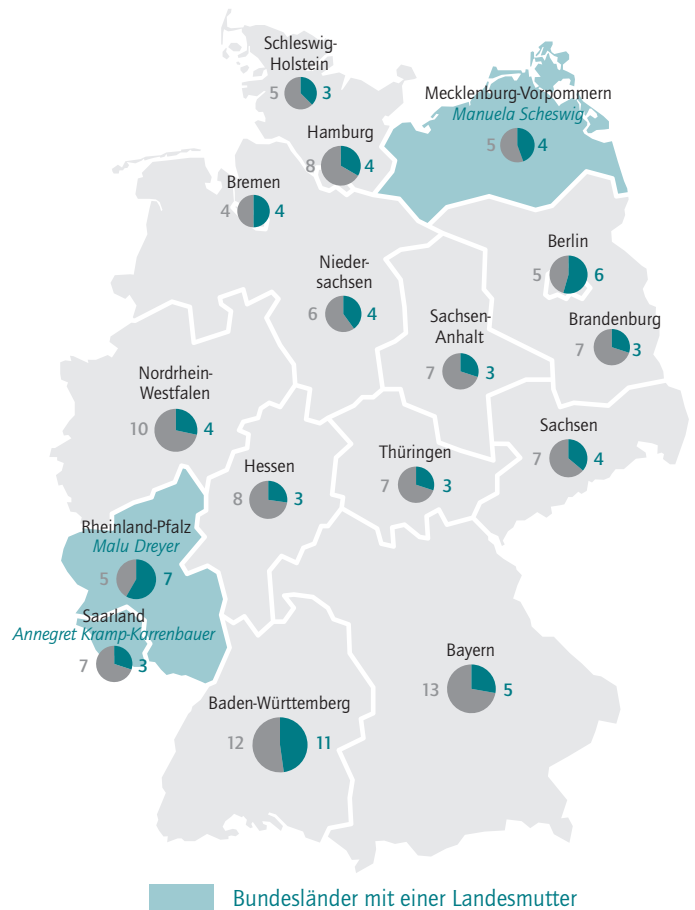 Schleswig-
Holstein
5 3
Mecklenburg-Vorpommern
Manuela Scheswig
5 4
Hamburg
8 4
Bremen
4 4
Berlin
5 6
Nieder-
sachsen
6 4
Sachsen-
Anhalt
7 3
Brandenburg
7 3
Nordrhein-
Westfalen
10 4
Sachsen
7 4
Thüringen
7 3
Hessen
8 3
Rheinland-Pfalz
Malu Dreyer
5 7
Saarland
Annegret Kramp-Karrenbauer
7 3
Bayern
13 5
Baden-Württemberg
12 11
Bundesländer mit einer Landesmutter